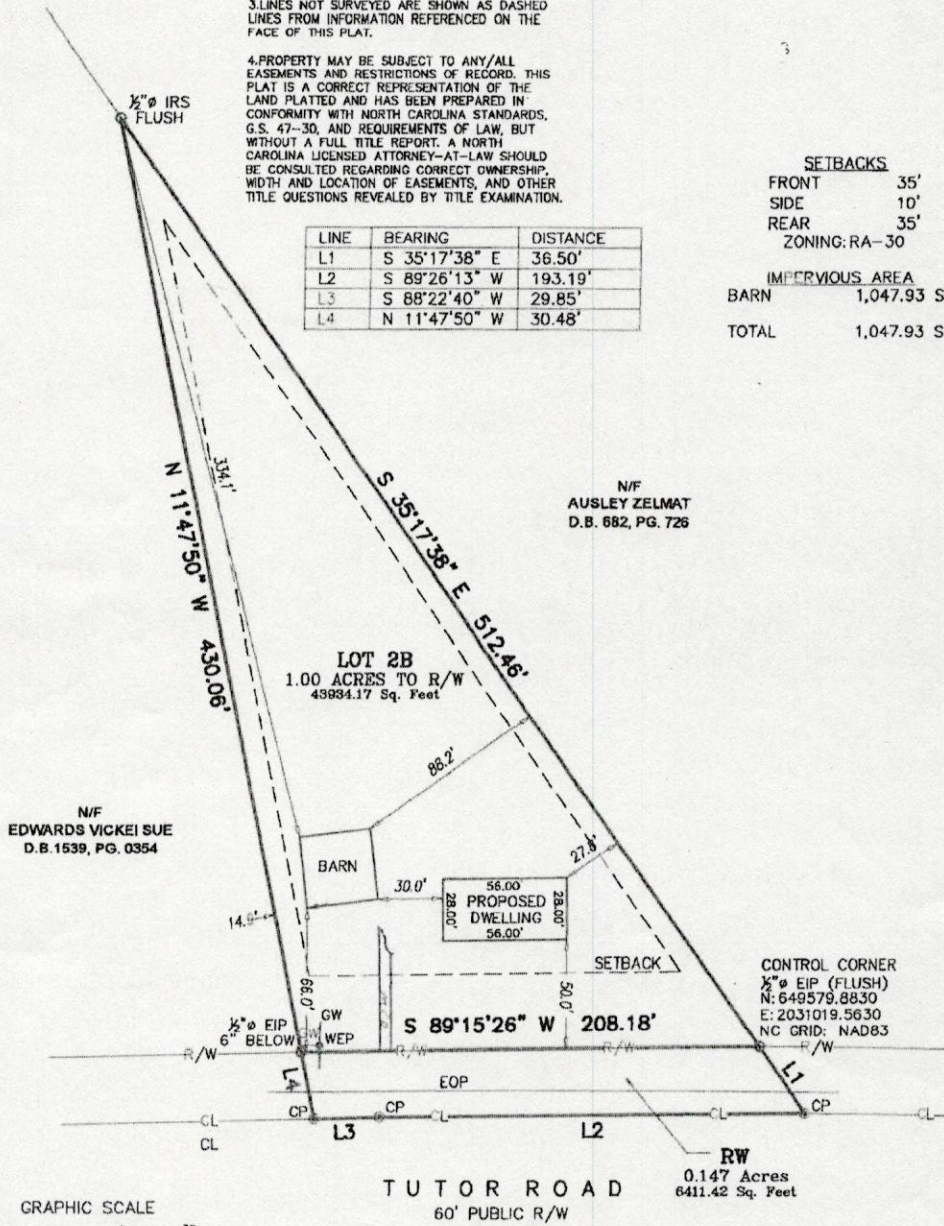 3.LINES NOT SURVEYED ARE SHOWN AS DASHED
LINES FROM INFORMATION REFERENCED ON THE
FACE OF THIS PLAT.
4.PROPERTY MAY BE SUBJECT TO ANY/ALL
EASEMENTS AND RESTRICTIONS OF RECORD. THIS
PLAT IS A CORRECT REPRESENTATION OF THE
LAND PLATTED AND HAS BEEN PREPARED IN
CONFORMITY WITH NORTH CAROLINA STANDARDS,
G.S. 47-30, AND REQUIREMENTS OF LAW, BUT
WITHOUT A FULL TITLE REPORT. A NORTH
CAROLINA LICENSED ATTORNEY-AT-LAW SHOULD
BE CONSULTED REGARDING CORRECT OWNERSHIP,
WIDTH AND LOCATION OF EASEMENTS, AND OTHER
TITLE QUESTIONS REVEALED BY TITLE EXAMINATION.
½"ø IRS
FLUSH
SETBACKS
FRONT 35'
SIDE 10'
REAR 35'
ZONING: RA-30
IMPERVIOUS AREA
BARN 1,047.93 S
TOTAL 1,047.93 S
LINE BEARING DISTANCE
L1 S 35°17'38" E 36.50'
L2 S 89°26'13" W 193.19'
L3 S 88°22'40" W 29.85'
L4 N 11°47'50" W 30.48'
334.1'
N 11°47'50" W 430.06'
S 35°17'38" E 512.46'
N/F
AUSLEY ZELMAT
D.B. 682, PG. 726
LOT 2B
1.00 ACRES TO R/W
43934.17 Sq. Feet
88.2'
N/F
EDWARDS VICKEI SUE
D.B.1539, PG. 0354
BARN
30.0'
27.8'
56.00'
28.00'
PROPOSED
DWELLING
28.00'
56.00'
14.9'
SETBACK
66.0'
50.0'
CONTROL CORNER
½"ø EIP (FLUSH)
N: 649579.8830
E: 2031019.5630
NC GRID: NAD83
½"ø EIP
6" BELOW
GW
WEP
S 89°15'26" W 208.18'
R/W
R/W
R/W
R/W
L4
L1
EOP
CL
CP
CP
CL
CL
CP
CL
CL
L3
L2
RW
0.147 Acres
6411.42 Sq. Feet
TUTOR ROAD
60' PUBLIC R/W
GRAPHIC SCALE